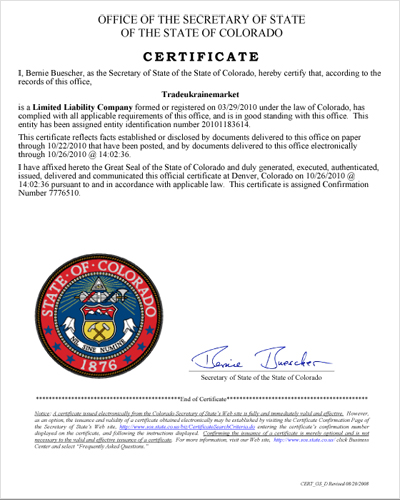 OFFICE OF THE SECRETARY OF STATE
OF THE STATE OF COLORADO
CERTIFICATE
I, Bernie Buescher, as the Secretary of State of the State of Colorado, hereby certify that, according to the
records of this office,
Tradeukrainemarket
is a Limited Liability Company formed or registered on 03/29/2010 under the law of Colorado, has
complied with all applicable requirements of this office, and is in good standing with this office. This
entity has been assigned entity identification number 20101183614.
This certificate reflects facts established or disclosed by documents delivered to this office on paper
through 10/22/2010 that have been posted, and by documents delivered to this office electronically
through 10/26/2010 @ 14:02:36.
I have affixed hereto the Great Seal of the State of Colorado and duly generated, executed, authenticated,
issued, delivered and communicated this official certificate at Denver, Colorado on 10/26/2010 @
14:02:36 pursuant to and in accordance with applicable law. This certificate is assigned Confirmation
Number 7776510.
STATE OF COLORADO
NIL SINE NUMINE
1876
Bernie Buescher
Secretary of State of the State of Colorado
End of Certificate
Notice: A certificate issued electronically from the Colorado Secretary of State's Web site is fully and immediately valid and effective. However,
as an option, the issuance and validity of a certificate obtained electronically may be established by visiting the Certificate Confirmation Page of
the Secretary of State's Web site, http://www.sos.state.co.us/biz/CertificateSearchCriteria.do entering the certificate's confirmation number
displayed on the certificate, and following the instructions displayed. Confirming the issuance of a certificate is merely optional and is not
necessary to the valid and effective issuance of a certificate. For more information, visit our Web site, http://www.sos.state.co.us/ click Business
Center and select "Frequently Asked Questions."
CERT_GS_D Revised 08/20/2008